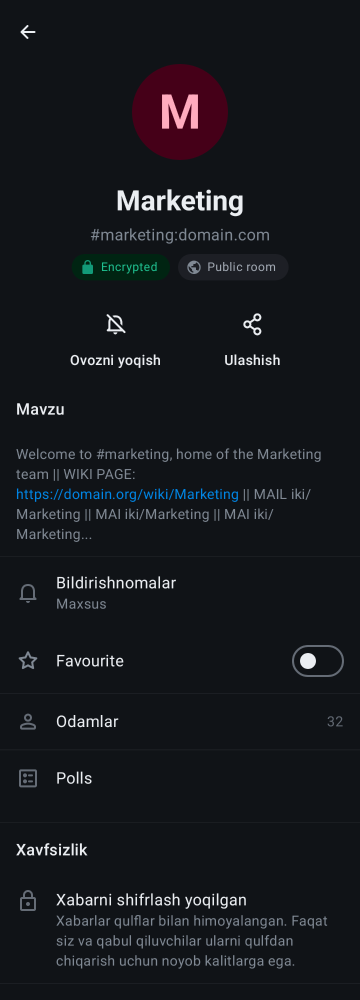 M
Marketing
#marketing:domain.com
Encrypted
Public room
Ovozni yoqish
Ulashish
Mavzu
Welcome to #marketing, home of the Marketing
team || WIKI PAGE:
https://domain.org/wiki/Marketing || MAIL iki/
Marketing || MAI iki/Marketing || MAI iki/
Marketing...
Bildirishnomalar
Maxsus
Favourite
Odamlar 32
Polls
Xavfsizlik
Xabarni shifrlash yoqilgan
Xabarlar qulflar bilan himoyalangan. Faqat
siz va qabul qiluvchilar ularni qulfdan
chiqarish uchun noyob kalitlarga ega.